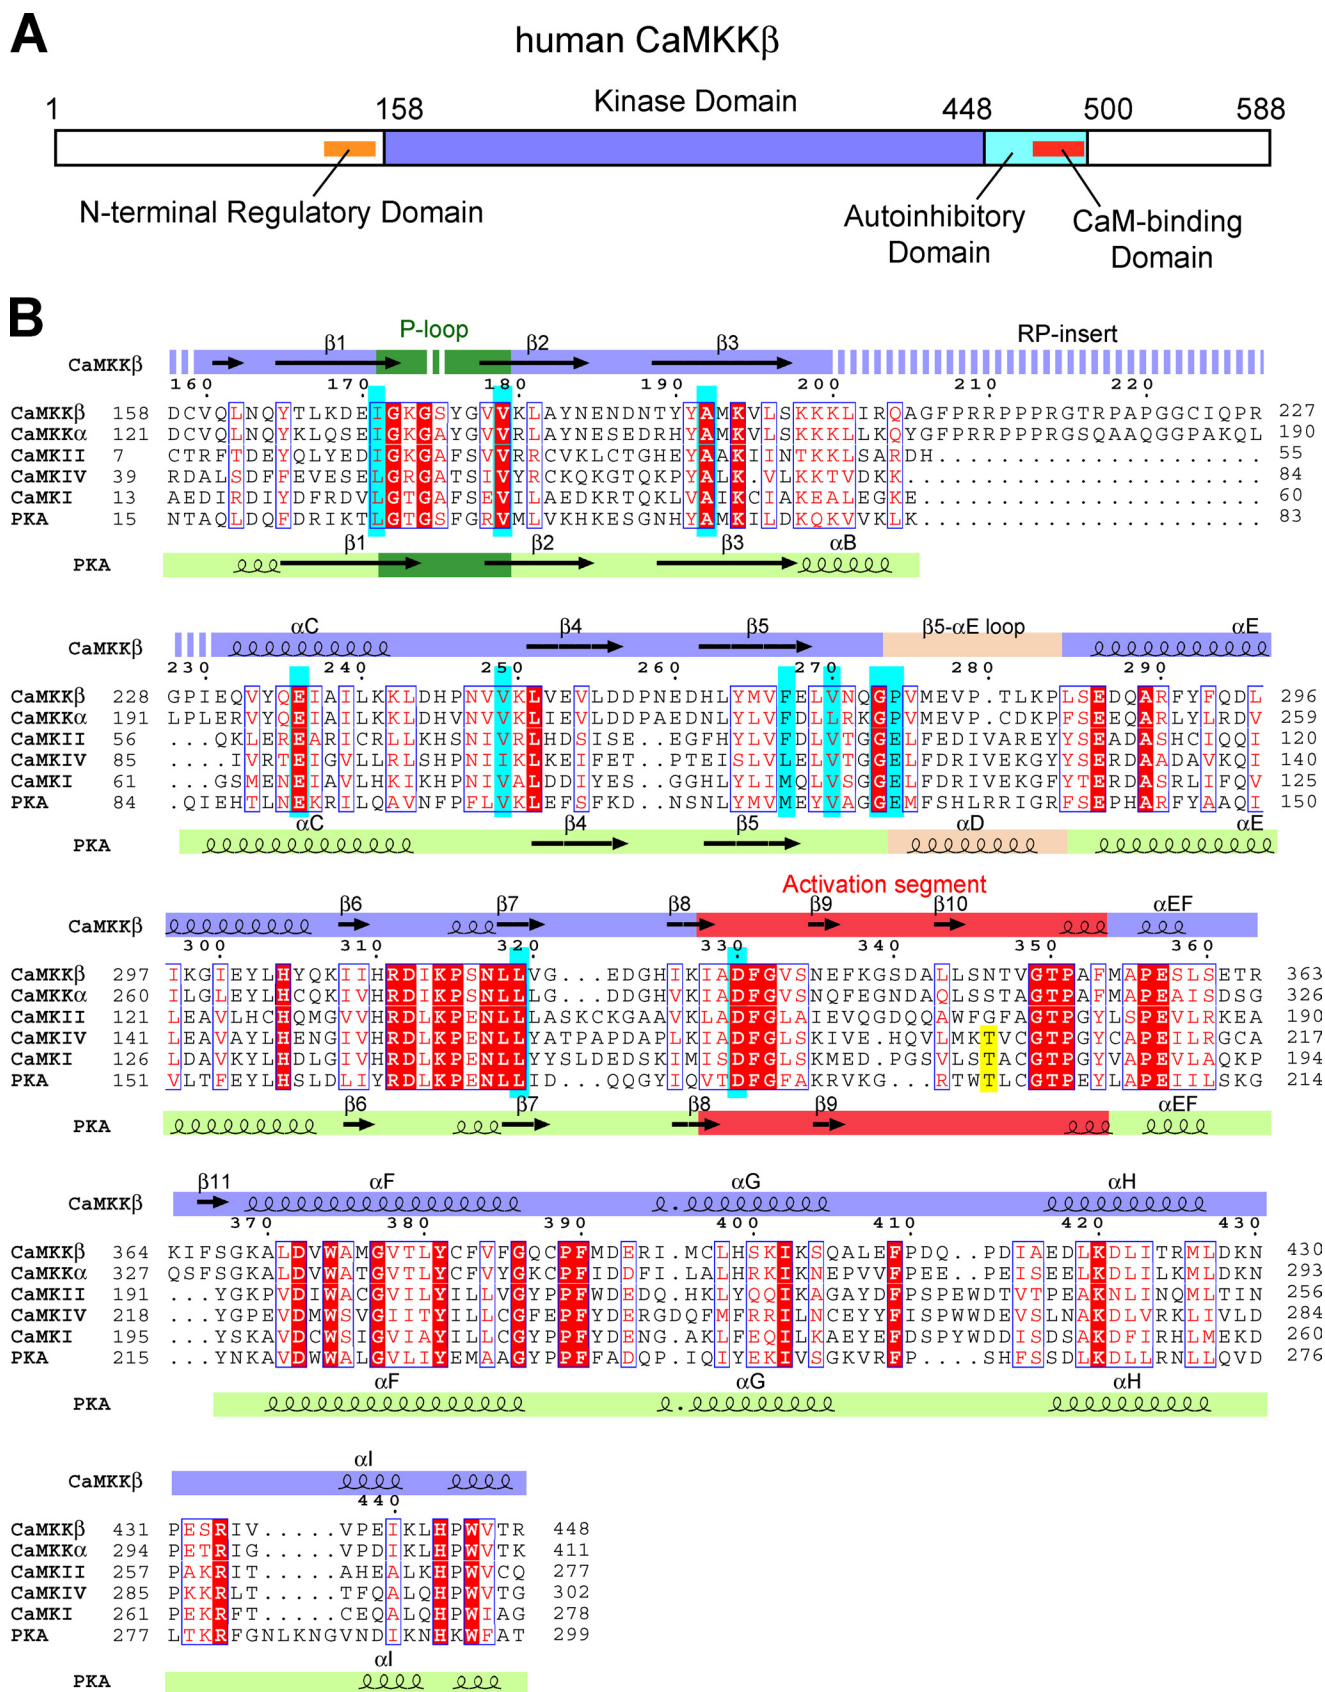 A
human CaMKKβ
1 158 Kinase Domain 448 500 588
N-terminal Regulatory Domain
Autoinhibitory Domain
CaM-binding Domain
B
P-loop RP-insert
CaMKKβ β1 β2 β3
160 170 180 190 200 210 220
CaMKKβ 158 DCVQLNQYTLKDEIGKGSYGVVKLAYNENDNTYYAMKVLSKKKLIRQAGFPRRPPPRGTRPAPGGCIQPR 227
CaMKKα 121 DCVQLNQYKLQSEIGKGAYGVVRLAYNESEDRHYAMKVLSKKKLLKQYGFPRRPPPRGSQAAQGGPAKQL 190
CaMKII 7 CTRFTDEYQLYEDIGKGAFSVVRRCVKLCTGHEYAAKIINTKKLSARDH..................... 55
CaMKIV 39 RDALSDFFEVESELGRGATSIVYRCKQKGTQKPYALK.VLKKTVDKK....................... 84
CaMKI 13 AEDIRDIYDFRDVLGTGAFSEVILAEDKRTQKLVAIKCIAKEALEGKE...................... 60
PKA 15 NTAQLDQFDRIKTLGTGSFGRVMLVKHKESGNHYAMKILDKQKVVKLK...................... 83
PKA β1 β2 β3 αB
CaMKKβ αC β4 β5 β5-αE loop αE
230 240 250 260 270 280 290
CaMKKβ 228 GPIEQVYQEIAILKKLDHPNVVKLVEVLDDPNEDHLYMVFELVNQGPVMEVP.TLKPLSEDQARFYFQDL 296
CaMKKα 191 LPLERVYQEIAILKKLDHVNVVKLIEVLDDPAEDNLYLVFDLLRKGPVMEVP.CDKPFSEEQARLYLRDV 259
CaMKII 56 ...QKLEREARICRLLKHSNIVRLHDSISE..EGFHYLVFDLVTGGELFEDIVAREYYSEADASHCIQQI 120
CaMKIV 85 ...IVRTEIGVLLRLSHPNIIKLKEIFET..PTEISLVLELVTGGELFDRIVEKGYYSERDAADAVKQI 140
CaMKI 61 ...GSMENEIAVLHKIKHPNIVALDDIYES..GGHLYLIMQLVSGGELFDRIVEKGFYTERDASRLIFQV 125
PKA 84 .QIEHTLNEKRILQAVNFPFLVKLEFSFKD..NSNLYMVMEYVAGGEMFSHLRRIGRFSEPHARFYAAQI 150
PKA αC β4 β5 αD αE
Activation segment
CaMKKβ β6 β7 β8 β9 β10 αEF
300 310 320 330 340 350 360
CaMKKβ 297 IKGIEYLHYQKIIHRDIKPSNLLVG...EDGHIKIADFGVSNEFKGSDALLSNTVGTPAFMAPESLSETR 363
CaMKKα 260 ILGLEYLHCQKIVHRDIKPSNLLLG...DDGHVKIADFGVSNQFEGNDAQLSSTAGTPAFMAPEAISDSG 326
CaMKII 121 LEAVLHCHQMGVVHRDLKPENLLLASKCKGAAVKLADFGLAIEVQGDQQAWFGFAGTPGYLSPEVLRKEA 190
CaMKIV 141 LEAVAYLHENGIVHRDLKPENLLYATPAPDAPLKIADFGLSKIVE.HQVLMKTVCGTPGYCAPEILRGCA 217
CaMKI 126 LDAVKYLHDLGIVHRDLKPENLLYYSLDEDSKIMISDFGLSKMED.PGSVLSTACGTPGYVAPEVLAQKP 194
PKA 151 VLTFEYLHSLDLIYRDLKPENLLID...QQGYIQVTDFGFAKRVKG...RTWTLCGTPEYLAPEIILSKG 214
PKA β6 β7 β8 β9 αEF
CaMKKβ β11 αF αG αH
370 380 390 400 410 420 430
CaMKKβ 364 KIFSGKALDVWAMGVTLYCFVFGQCPFMDERI.MCLHSKIKSQALEFPDQ..PDIAEDLKDLITRMLDKN 430
CaMKKα 327 QSFSGKALDVWATGVTLYCFVYGKCPFIDDFI.LALHRKIKNEPVVFPEE..PEISEELKDLILKMLDKN 293
CaMKII 191 ...YGKPVDIWACGVILYILLVGYPPFWDEDQ.HKLYQQIKAGAYDFPSPEWDTVTPEAKNLINQMLTIN 256
CaMKIV 218 ...YGPEVDMWSVGIITYILLCGFEPFYDERGDQFMFRRILNCEYYFISPWWDEVSLNAKDLVRKLIVLD 284
CaMKI 195 ...YSKAVDCWSIGVIAYILLCGYPPFYDENG.AKLFEQILKAEYEFDSPYWDDISDSAKDFIRHLMEKD 260
PKA 215 ...YNKAVDWWALGVLIYEMAAGYPPFFADQP.IQIYEKIVSGKVRFP....SHFSSDLKDLLRNLLQVD 276
PKA αF αG αH
CaMKKβ αI
440
CaMKKβ 431 PESRIV.....VPEIKLHPWVTR 448
CaMKKα 294 PETRIG.....VPDIKLHPWVTK 411
CaMKII 257 PAKRIT.....AHEALKHPWVCQ 277
CaMKIV 285 PKKRLT.....TFQALQHPWVTG 302
CaMKI 261 PEKRFT.....CEQALQHPWIAG 278
PKA 277 LTKRFGNLKNGVNDIKNHKWFAT 299
PKA αI